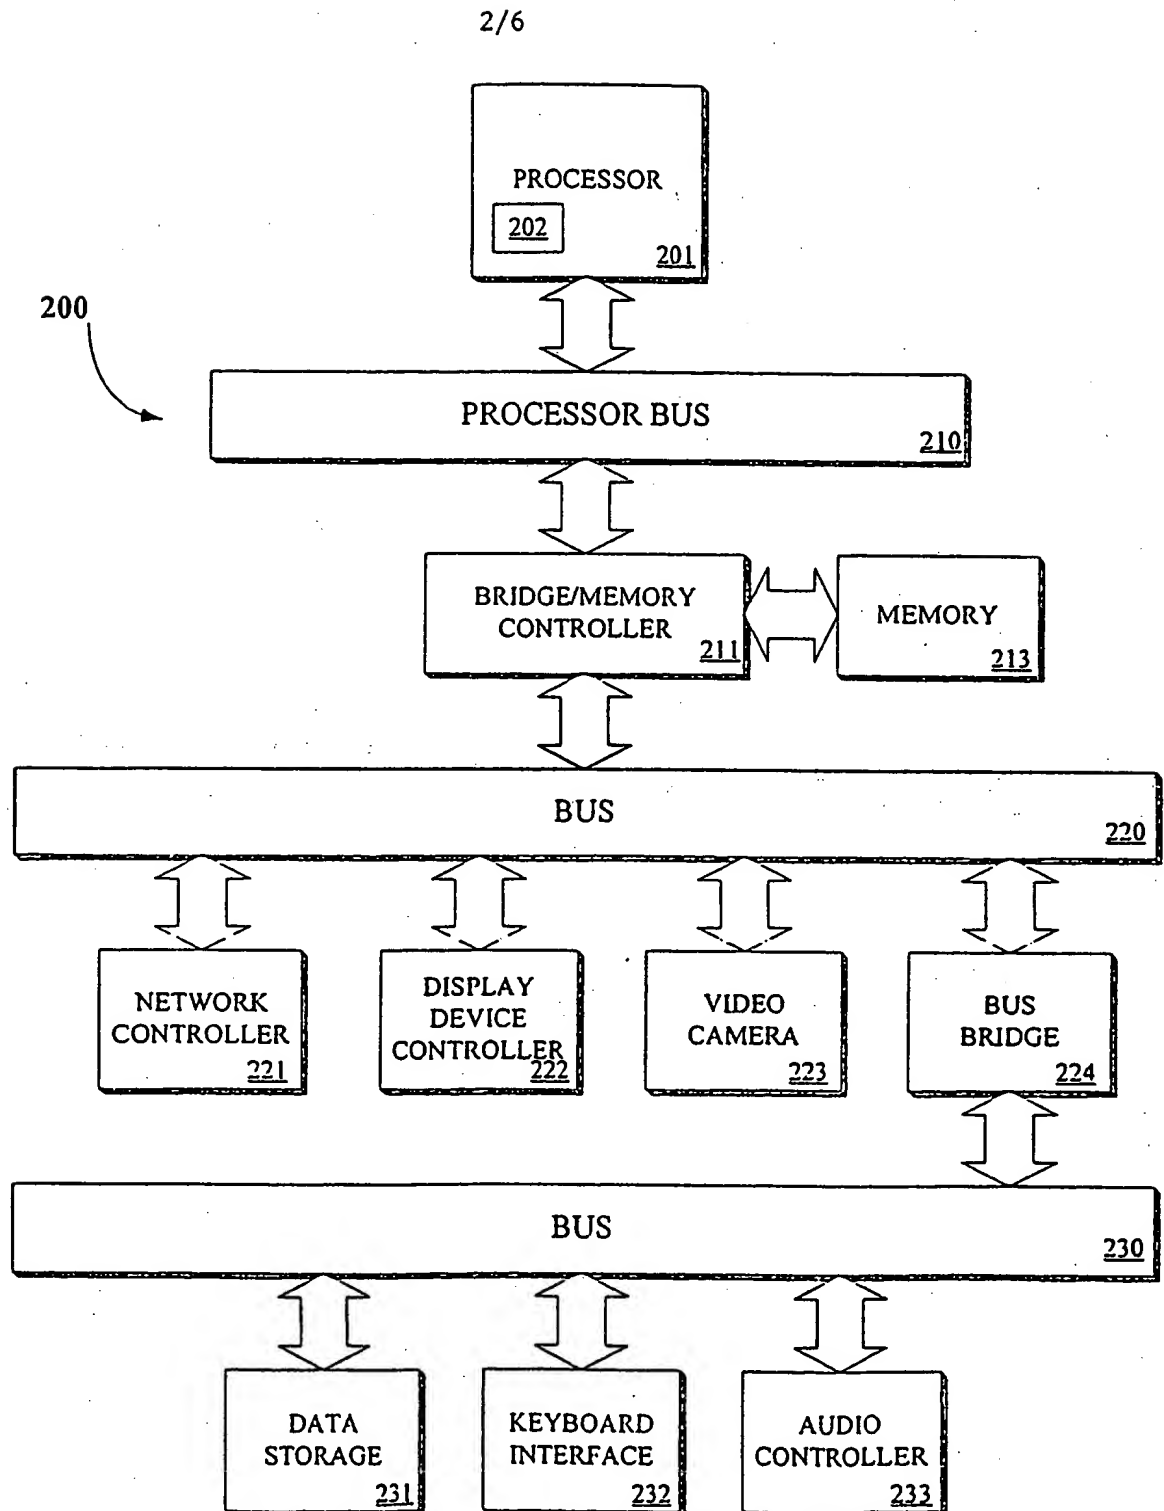 2/6
PROCESSOR
202
201
200
PROCESSOR BUS
210
BRIDGE/MEMORY
CONTROLLER
211
MEMORY
213
BUS
220
NETWORK
CONTROLLER
221
DISPLAY
DEVICE
CONTROLLER
222
VIDEO
CAMERA
223
BUS
BRIDGE
224
BUS
230
DATA
STORAGE
231
KEYBOARD
INTERFACE
232
AUDIO
CONTROLLER
233